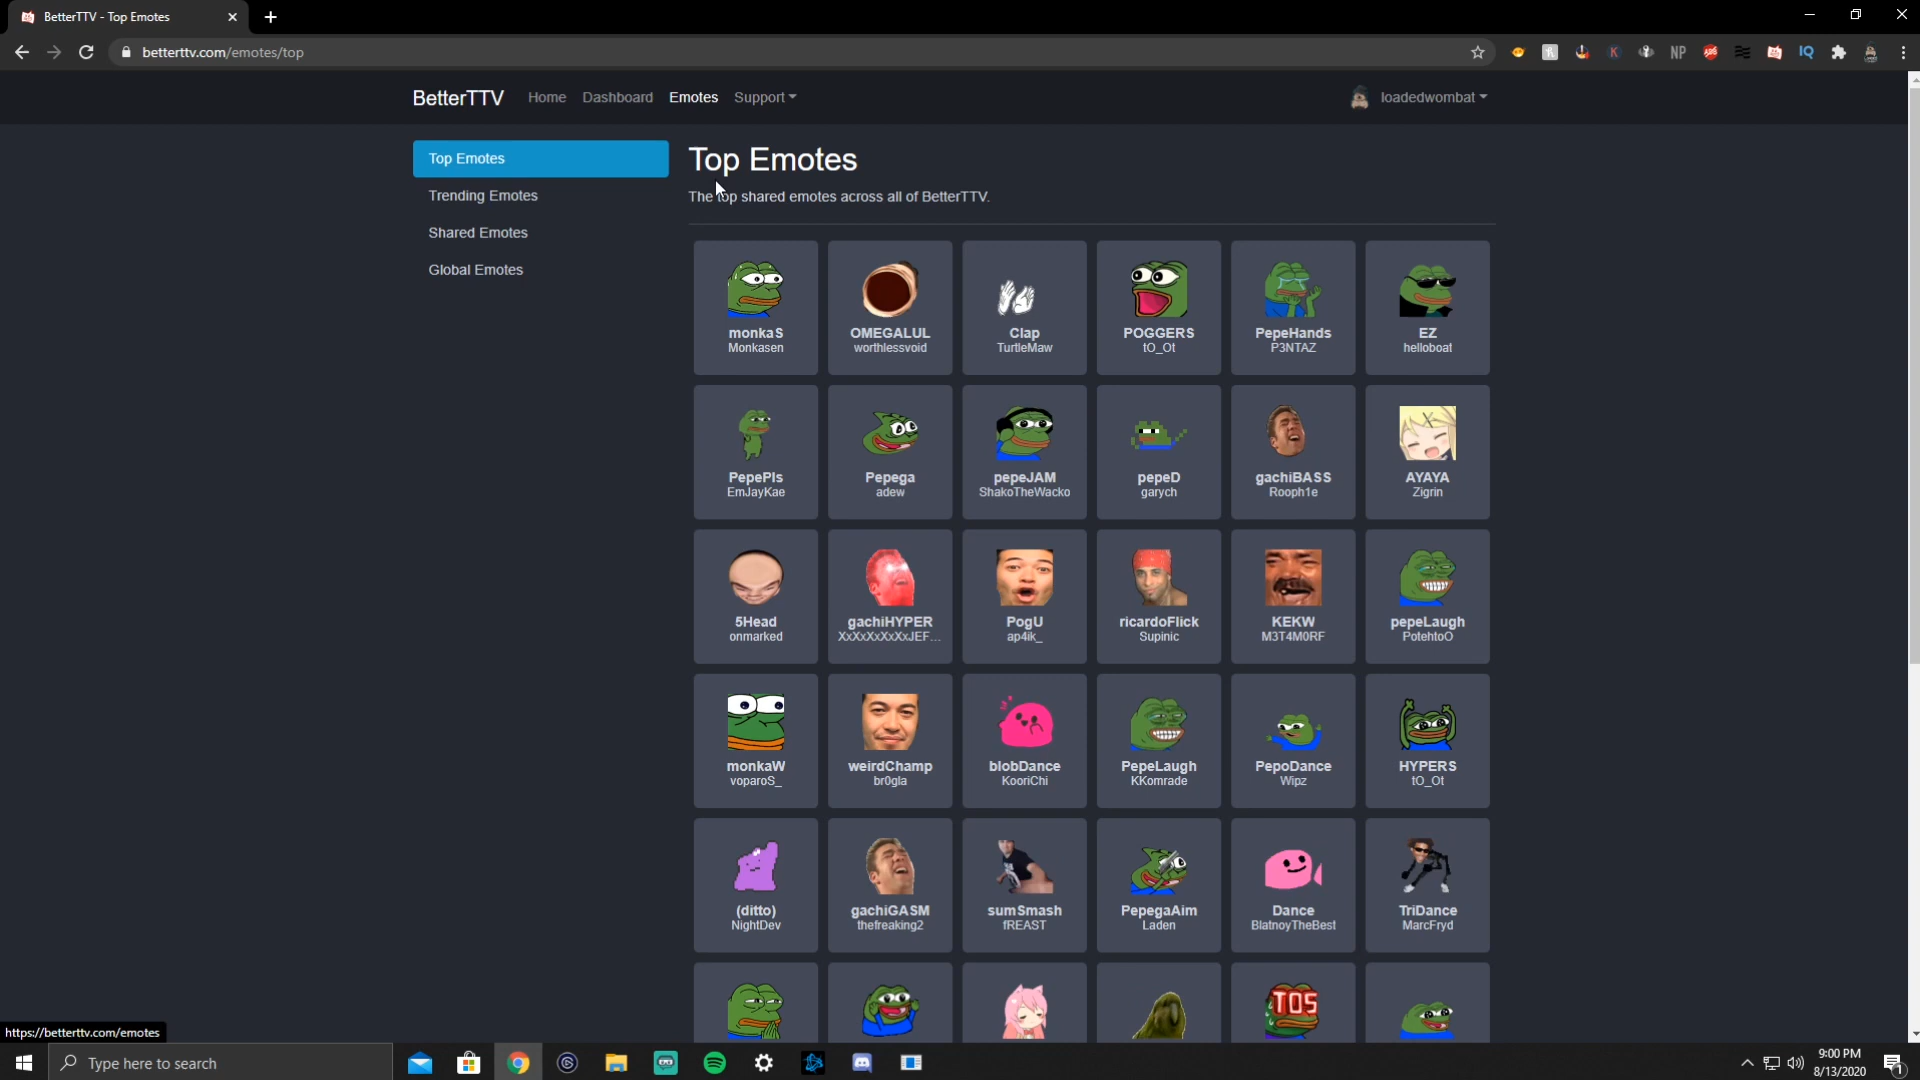 BetterTTV - Top Emotes
betterttv.com/emotes/top
NP
IQ
BetterTTV Home Dashboard Emotes Support loadedwombat
Top Emotes
Trending Emotes
Shared Emotes
Global Emotes
Top Emotes
The top shared emotes across all of BetterTTV.
monkaS OMEGALUL Clap POGGERS PepeHands EZ
Monkasen worthlessvoid TurtleMaw tO_Ot P3NTAZ helloboat
PepePls Pepega pepeJAM pepeD gachiBASS AYAYA
EmJayKae adew ShakoTheWacko garych Rooph1e Zigrin
5Head gachiHYPER PogU ricardoFlick KEKW pepeLaugh
onmarked XxXxXxXxXxJEF... ap4ik_ Supinic M3T4M0RF PotehtoO
monkaW weirdChamp blobDance PepeLaugh PepoDance HYPERS
voparoS_ br0gla KooriChi KKomrade Wipz tO_Ot
(ditto) gachiGASM sumSmash PepegaAim Dance TriDance
NightDev thefreaking2 fREAST Laden BlatnoyTheBest MarcFryd
TOS
https://betterttv.com/emotes
Type here to search
9:00 PM
8/13/2020
1